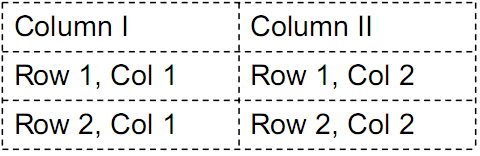 Column I Column II
Row 1, Col 1 Row 1, Col 2
Row 2, Col 1 Row 2, Col 2